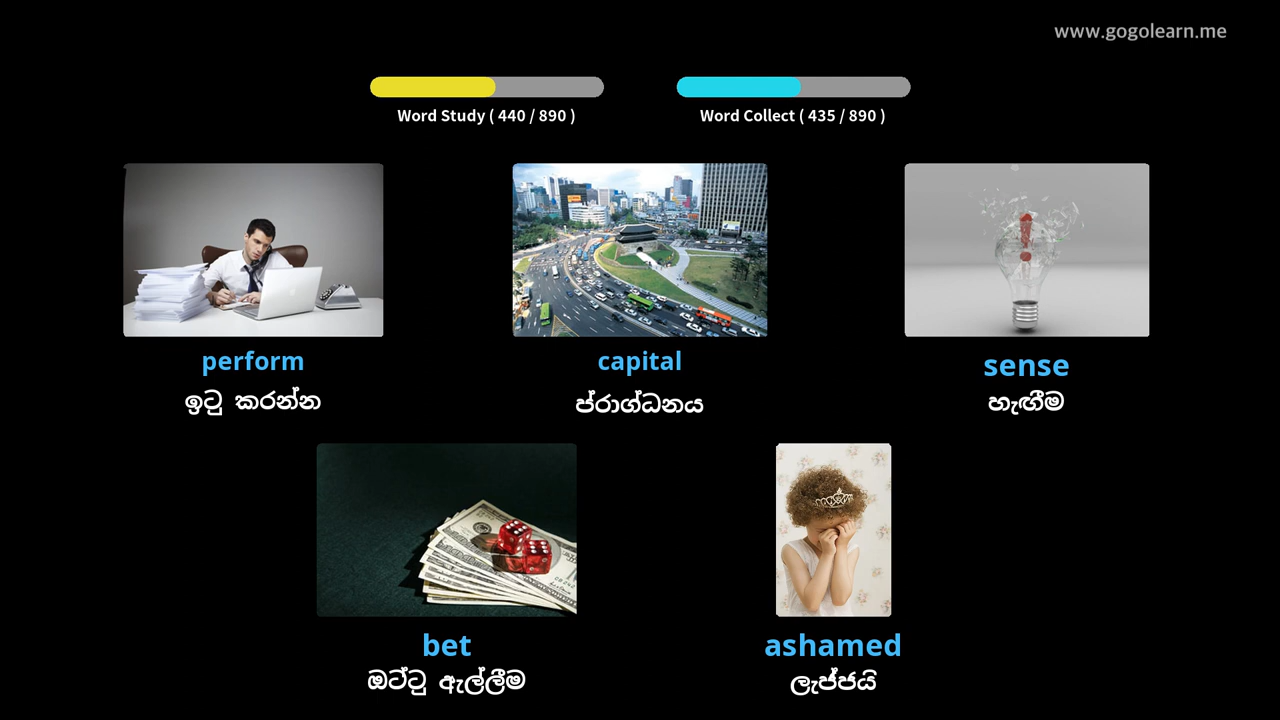 www.gogolearn.me
Word Study ( 440 / 890 )
Word Collect ( 435 / 890 )
perform
ඉටු කරන්න
capital
ප්රාග්ධනය
sense
හැඟීම
bet
ඔට්ටු ඇල්ලීම
ashamed
ලැජ්ජයි